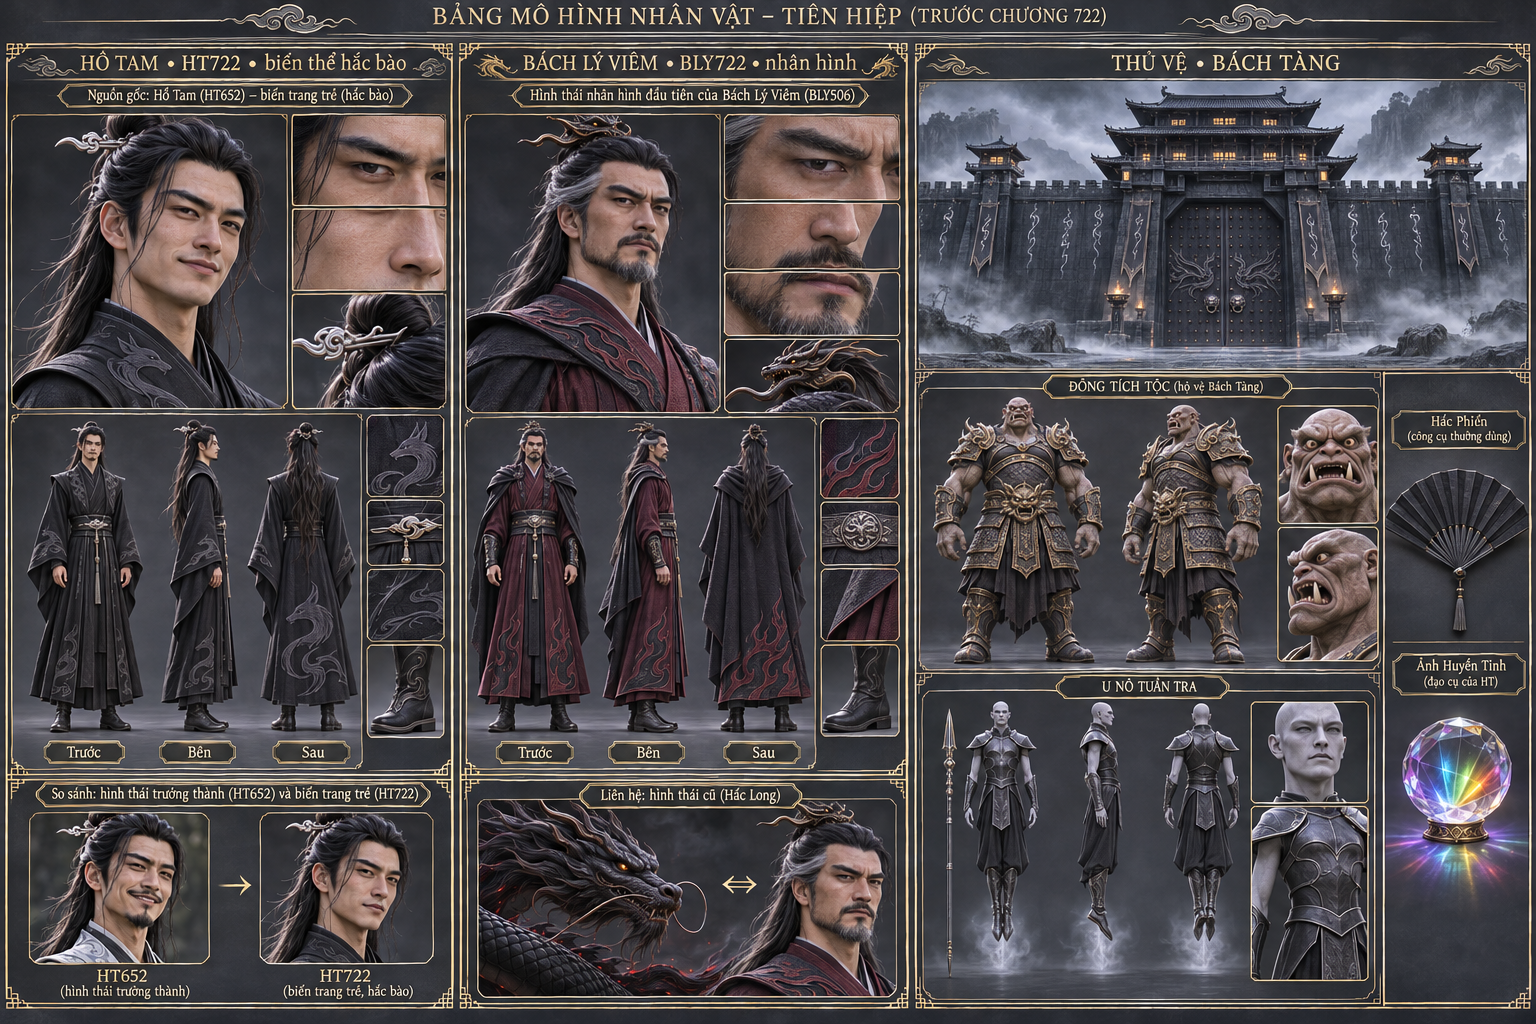 BẢNG MÔ HÌNH NHÂN VẬT – TIÊN HIỆP (TRƯỚC CHƯƠNG 722)
HỒ TAM • HT722 • biến thể hắc bào
Nguồn gốc: Hồ Tam (HT652) – biến trang trẻ (hắc bào)
Trước
Bên
Sau
So sánh: hình thái trưởng thành (HT652) và biến trang trẻ (HT722)
HT652
(hình thái trưởng thành)
HT722
(biến trang trẻ, hắc bào)
BÁCH LÝ VIÊM • BLY722 • nhân hình
Hình thái nhân hình đầu tiên của Bách Lý Viêm (BLY506)
Trước
Bên
Sau
Liên hệ: hình thái cũ (Hắc Long)
THỦ VỆ • BÁCH TÀNG
ĐÔNG TÍCH TỘC (hộ vệ Bách Tàng)
U NÔ TUẦN TRA
Hắc Phiến
(công cụ thường dùng)
Ảnh Huyền Tinh
(đạo cụ của HT)